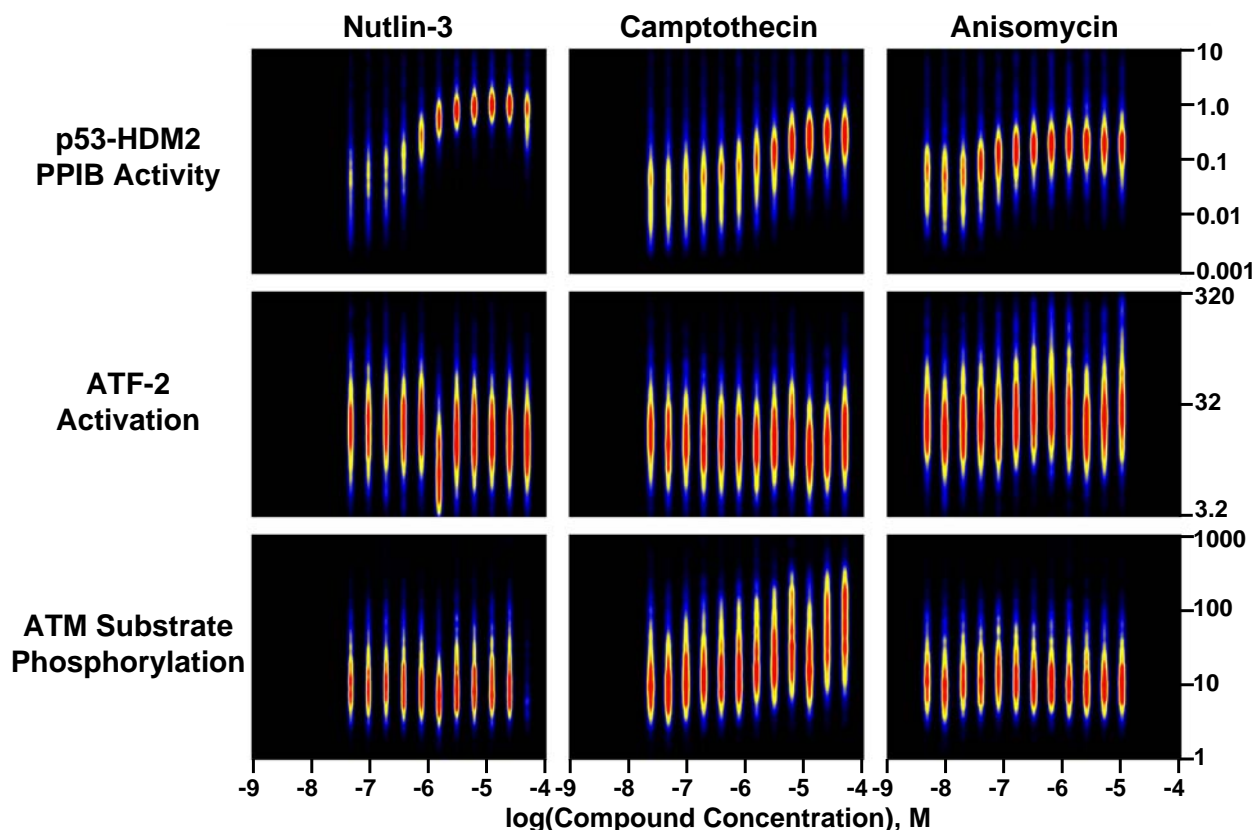 Nutlin-3 Camptothecin Anisomycin
p53-HDM2
PPIB Activity
10
1.0
0.1
0.01
0.001
ATF-2
Activation
320
32
3.2
ATM Substrate
Phosphorylation
1000
100
10
1
-9 -8 -7 -6 -5 -4 -9 -8 -7 -6 -5 -4 -9 -8 -7 -6 -5 -4
log(Compound Concentration), M